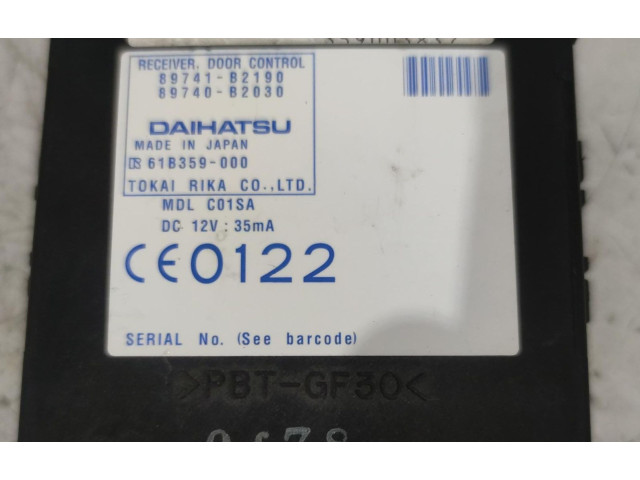 RECEIVER, DOOR CONTROL
89741-B2190
89740-B2030
DAIHATSU
MADE IN JAPAN
61B359-000
TOKAI RIKA CO.,LTD.
MDL C01SA
DC 12V : 35mA
CE0122
SERIAL No. (See barcode)
>PBT-GF30<